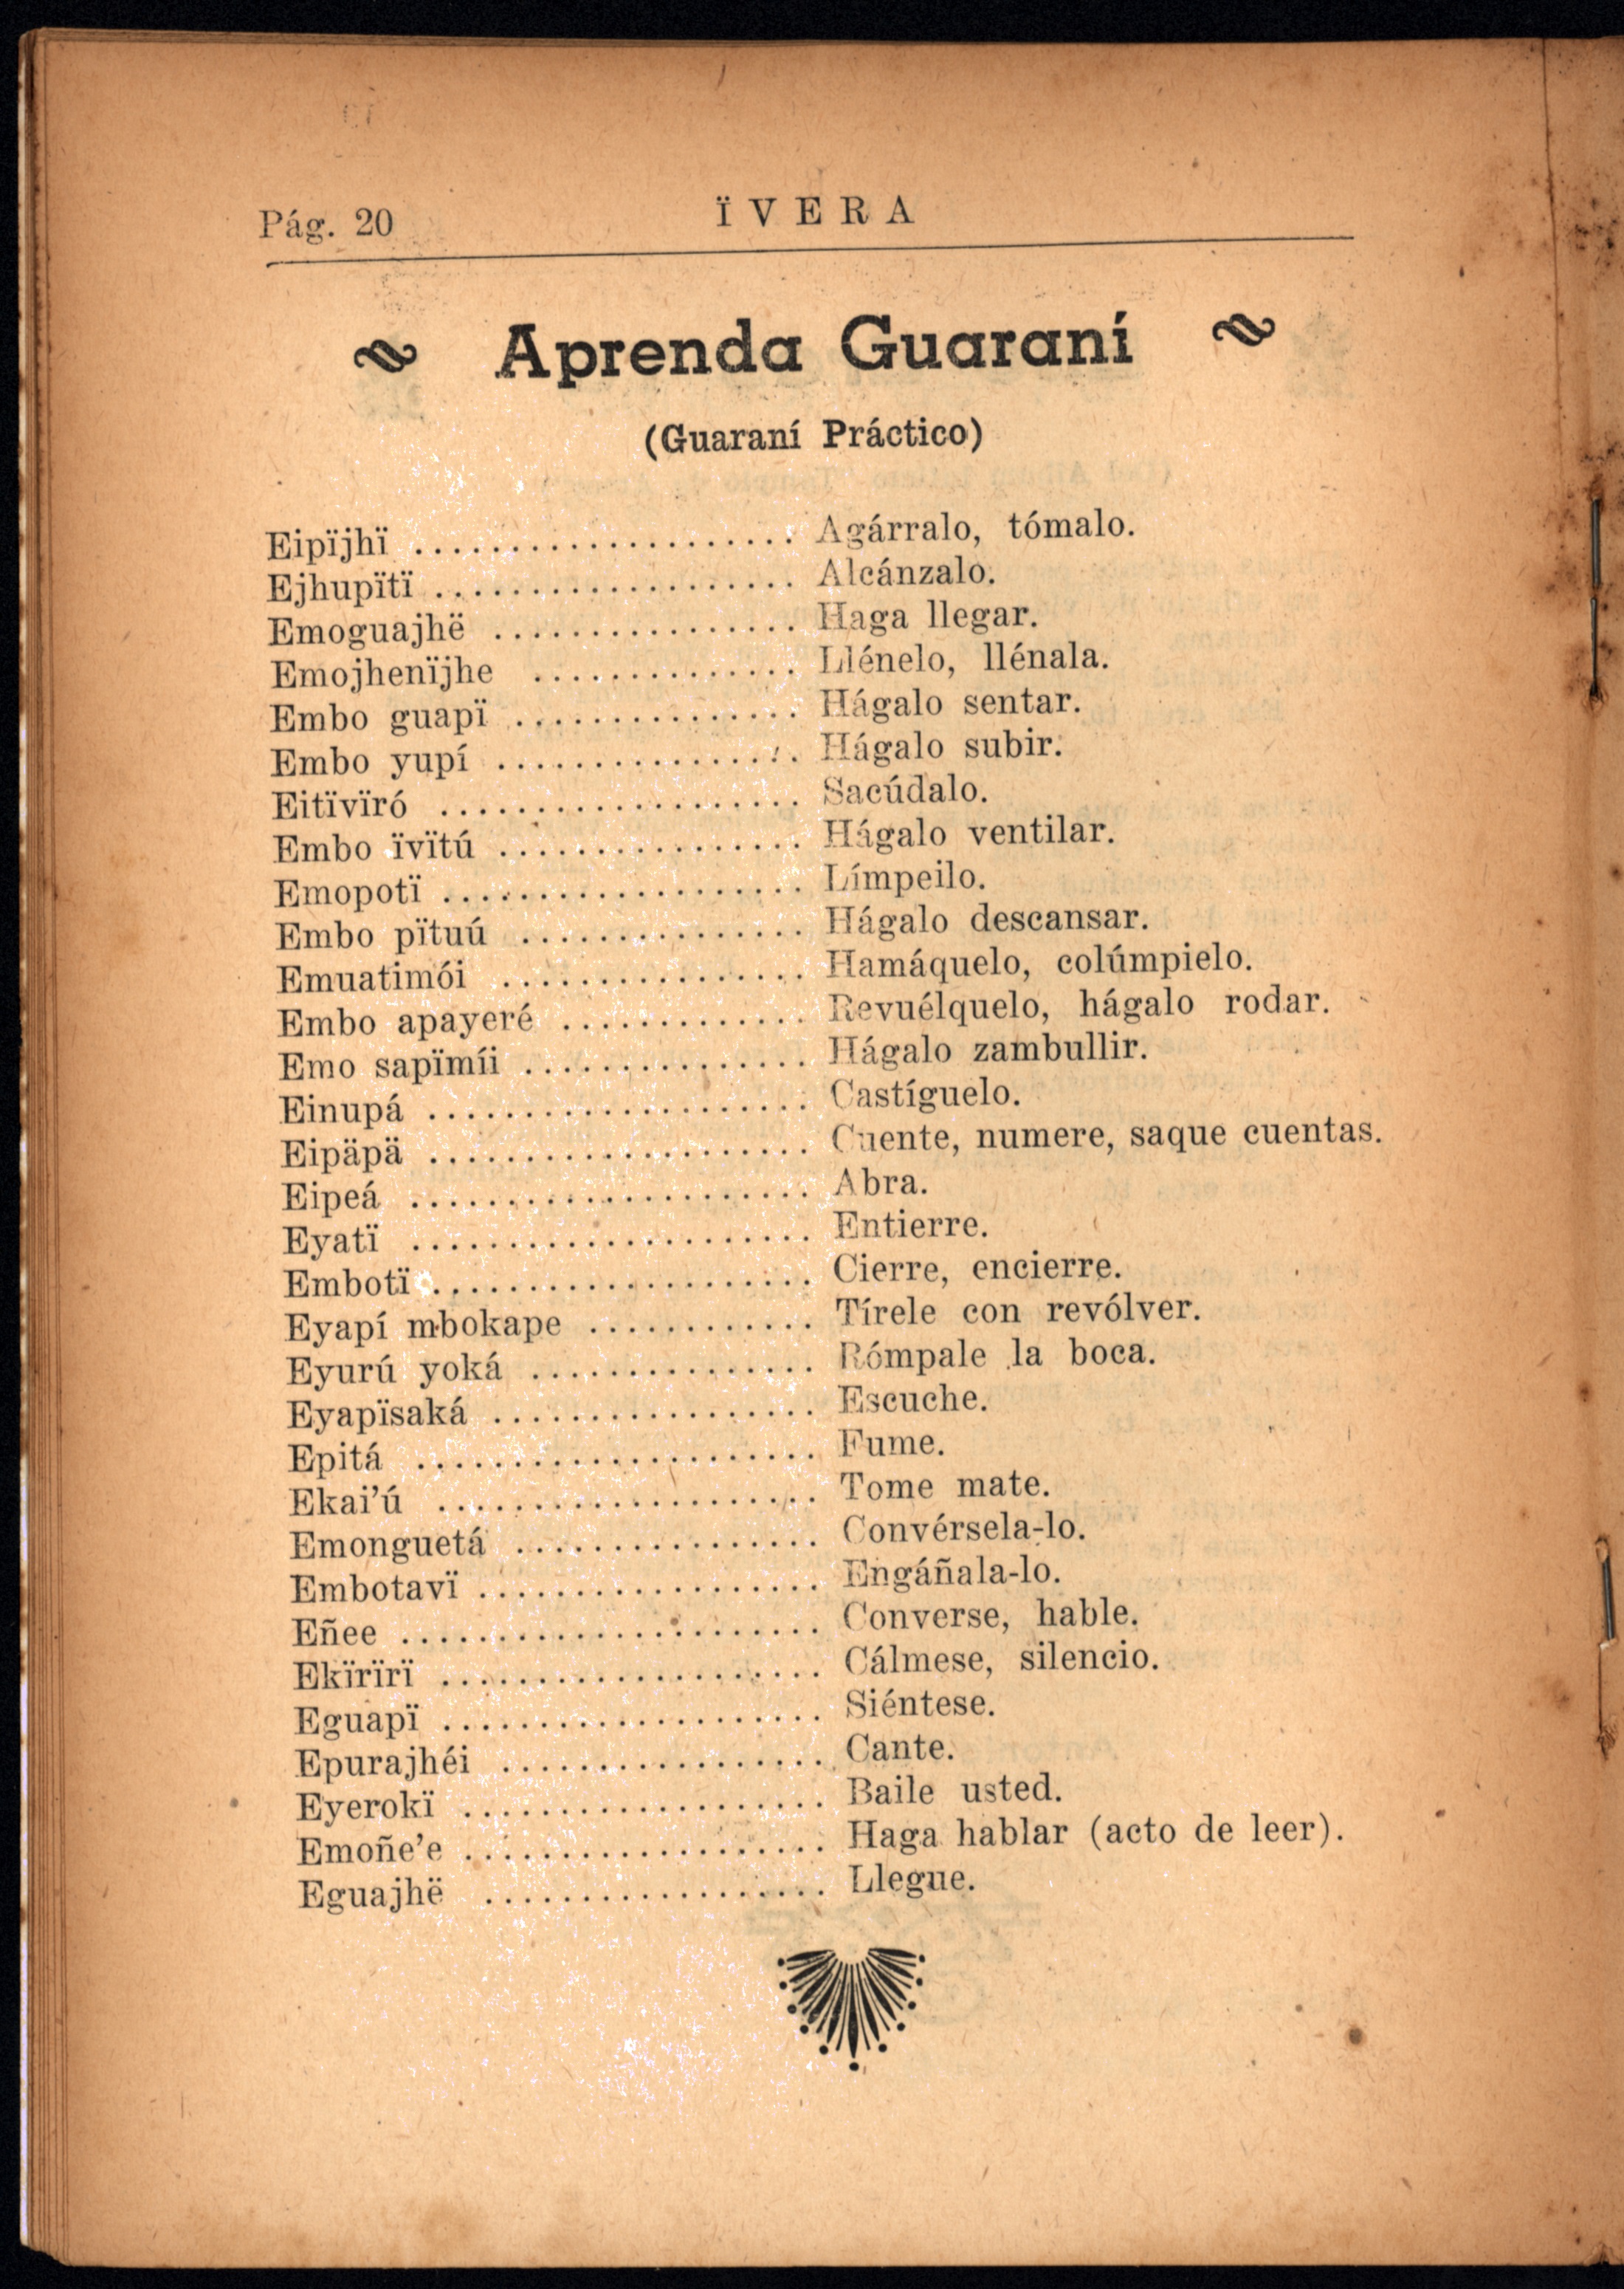 Pág. 20
ÏVERA
Aprenda Guaraní
(Guaraní Práctico)
Eipïjhï .................... Agárralo, tómalo.
Ejhupïtï ................... Alcánzalo.
Emoguajhë ................ Haga llegar.
Emojhenïjhe .............. Llénelo, llénala.
Embo guapï ............... Hágalo sentar.
Embo yupí ................ Hágalo subir.
Eitïvïró ................... Sacúdalo.
Embo ïvïtú ................ Hágalo ventilar.
Emopotï ................... Límpeilo.
Embo pïtuú ............... Hágalo descansar.
Emuatimói ................ Hamáquelo, colúmpielo.
Embo apayeré ............. Revuélquelo, hágalo rodar.
Emo sapïmíi ............... Hágalo zambullir.
Einupá .................... Castíguelo.
Eipäpä .................... Cuente, numere, saque cuentas.
Eipeá ..................... Abra.
Eyatï ..................... Entierre.
Embotï .................... Cierre, encierre.
Eyapí mbokape ............ Tírele con revólver.
Eyurú yoká ............... Rómpale la boca.
Eyapïsaká ................. Escuche.
Epitá ..................... Fume.
Ekai’ú .................... Tome mate.
Emonguetá ................ Convérsela-lo.
Embotavï .................. Engáñala-lo.
Eñee ...................... Converse, hable.
Ekïrïrï .................... Cálmese, silencio.
Eguapï .................... Siéntese.
Epurajhéi ................. Cante.
Eyerokï ................... Baile usted.
Emoñe’e ................... Haga hablar (acto de leer).
Eguajhë .................. Llegue.